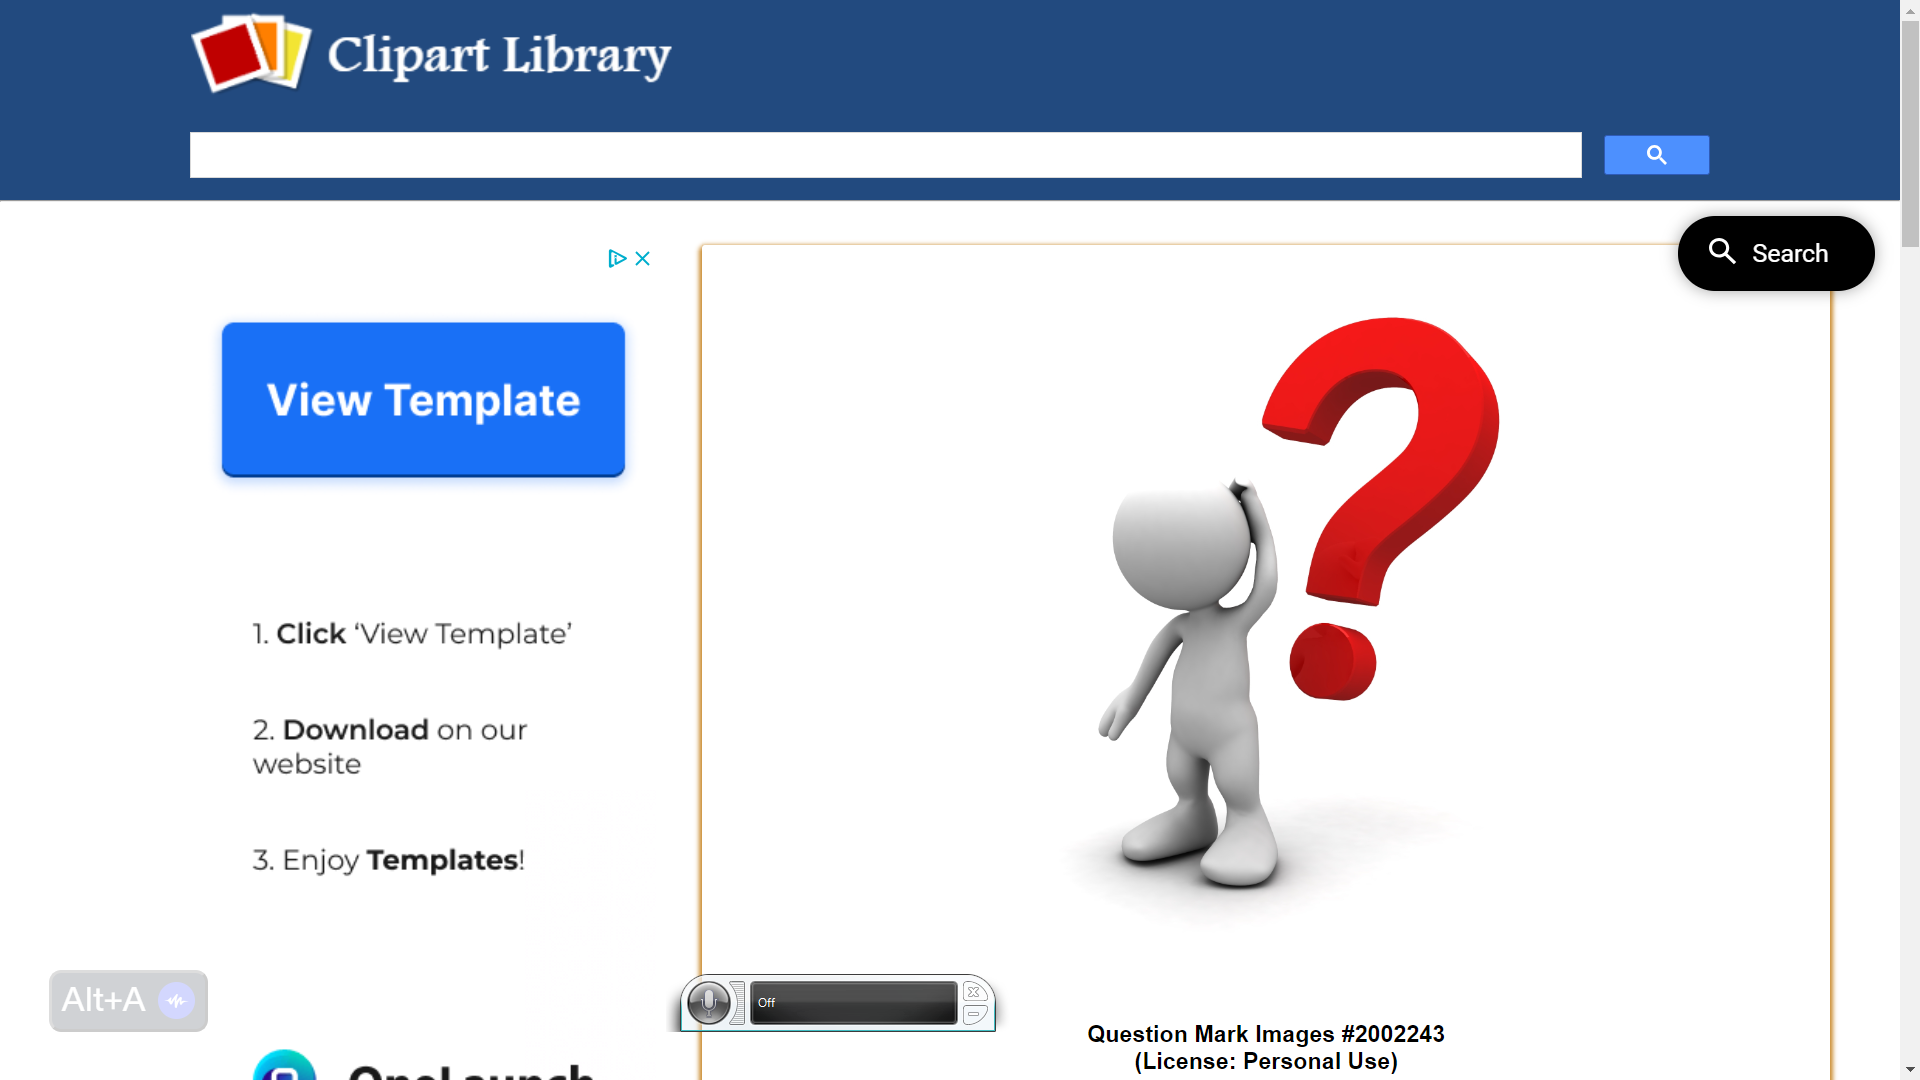 Clipart Library
Search
View Template
1. Click ‘View Template’
2. Download on our
website
3. Enjoy Templates!
Alt+A
Off
OneLaunch
Question Mark Images #2002243
(License: Personal Use)